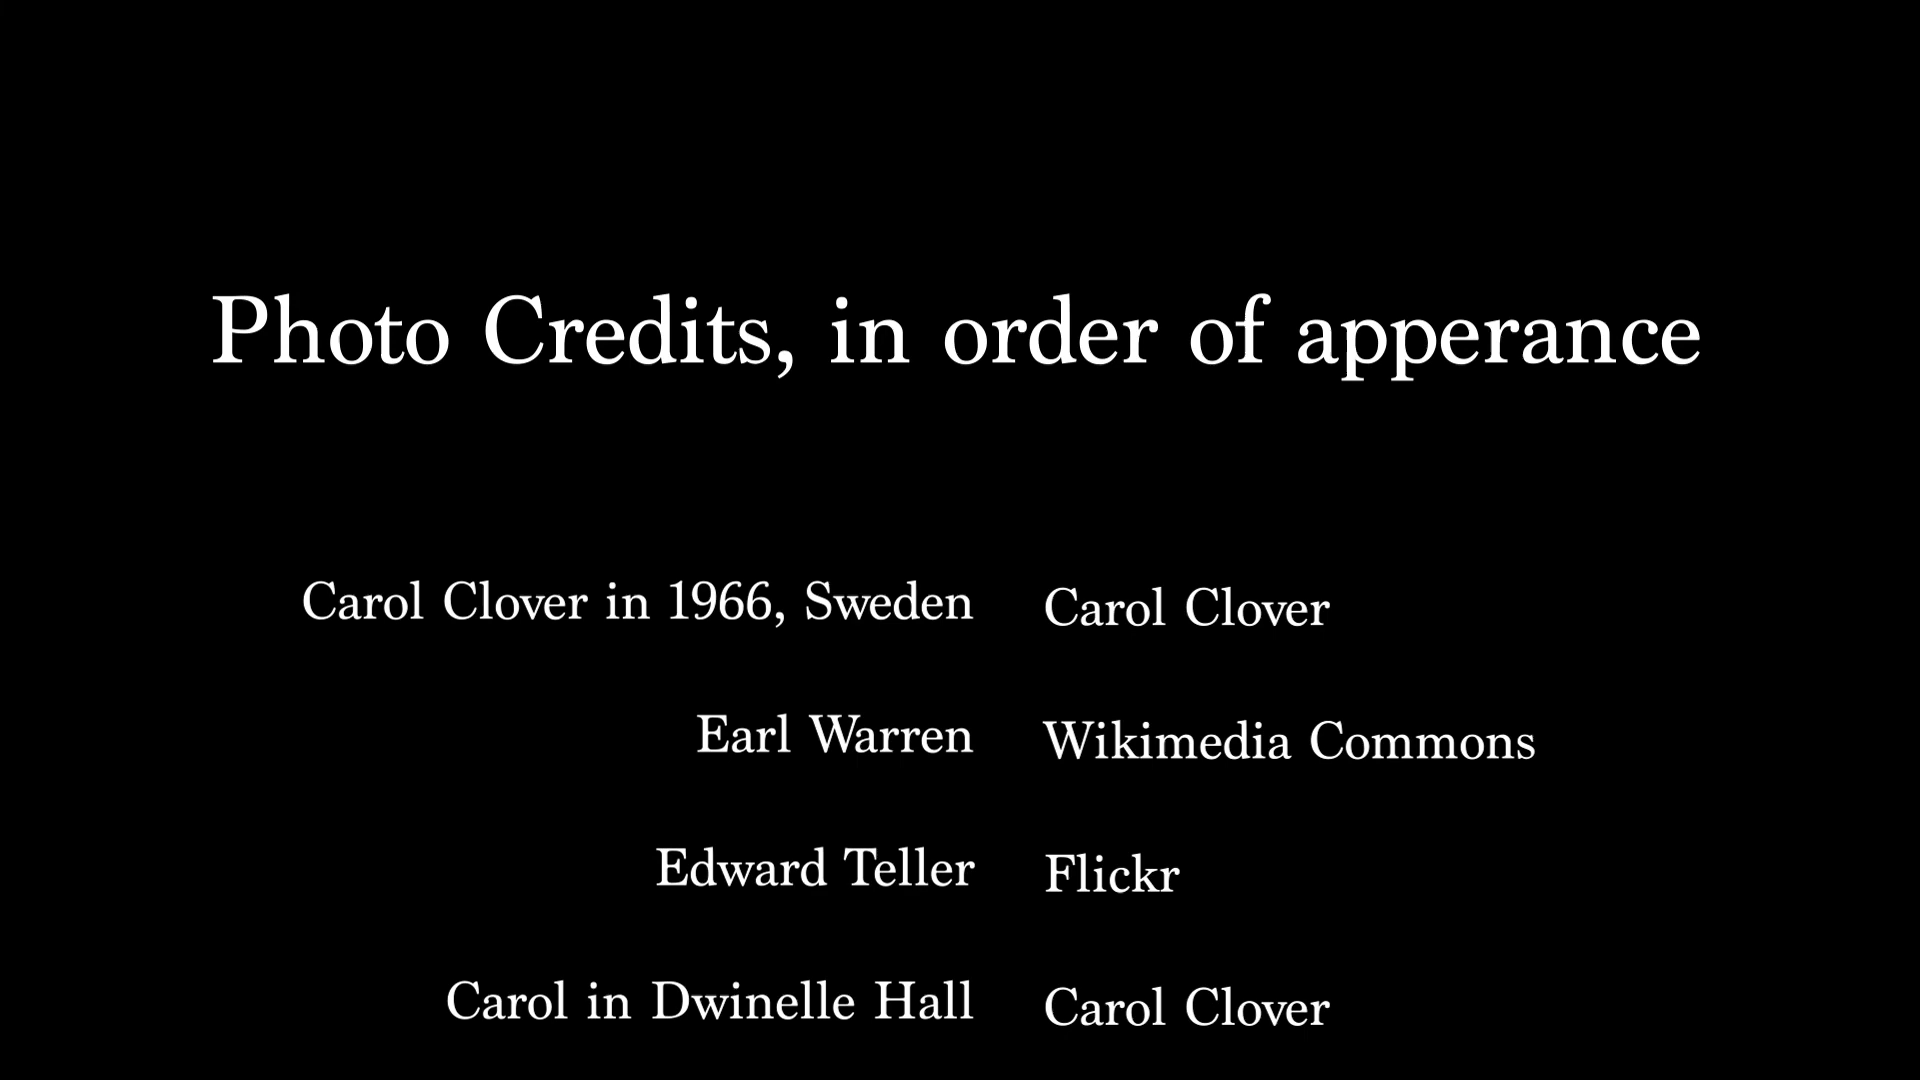 Photo Credits, in order of apperance
Carol Clover in 1966, Sweden Carol Clover
Earl Warren Wikimedia Commons
Edward Teller Flickr
Carol in Dwinelle Hall Carol Clover